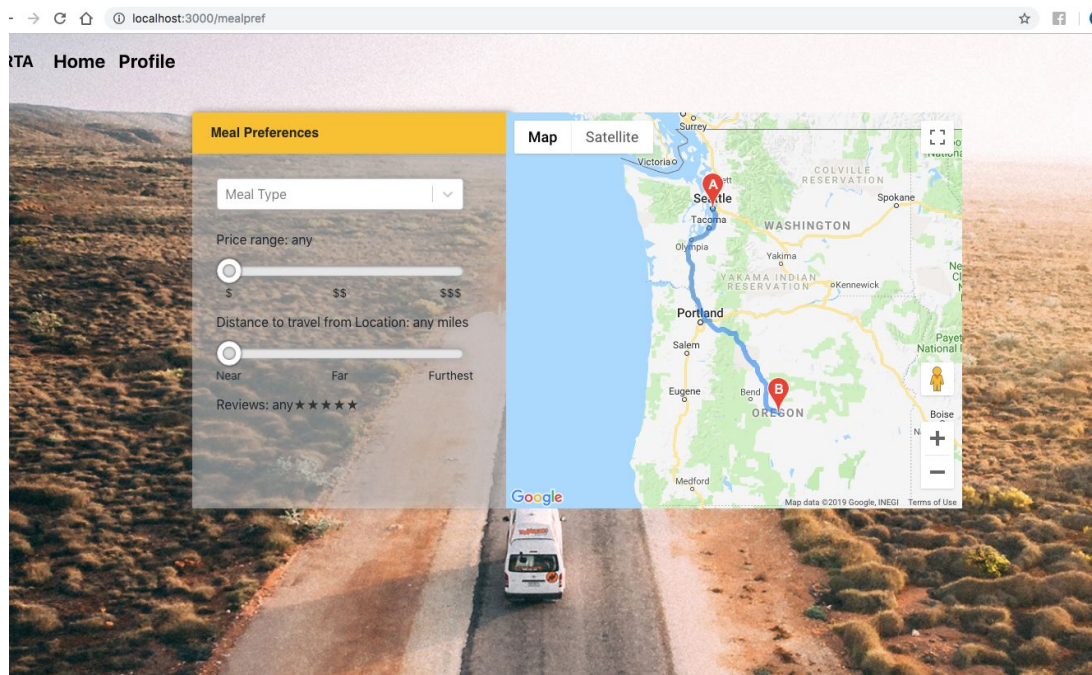 localhost:3000/mealpref
RTA Home Profile
Meal Preferences
Meal Type
Price range: any
$ $$ $$$
Distance to travel from Location: any miles
Near Far Furthest
Reviews: any★★★★★
Map Satellite
Surrey
Victoria
COLVILLE
RESERVATION
Seattle
Spokane
Tacoma
WASHINGTON
Olympia
Yakima
YAKAMA INDIAN
RESERVATION
Kennewick
Portland
Salem
National
Eugene
Bend
OREGON
Boise
Medford
A
B
Google
Map data ©2019 Google, INEGI Terms of Use